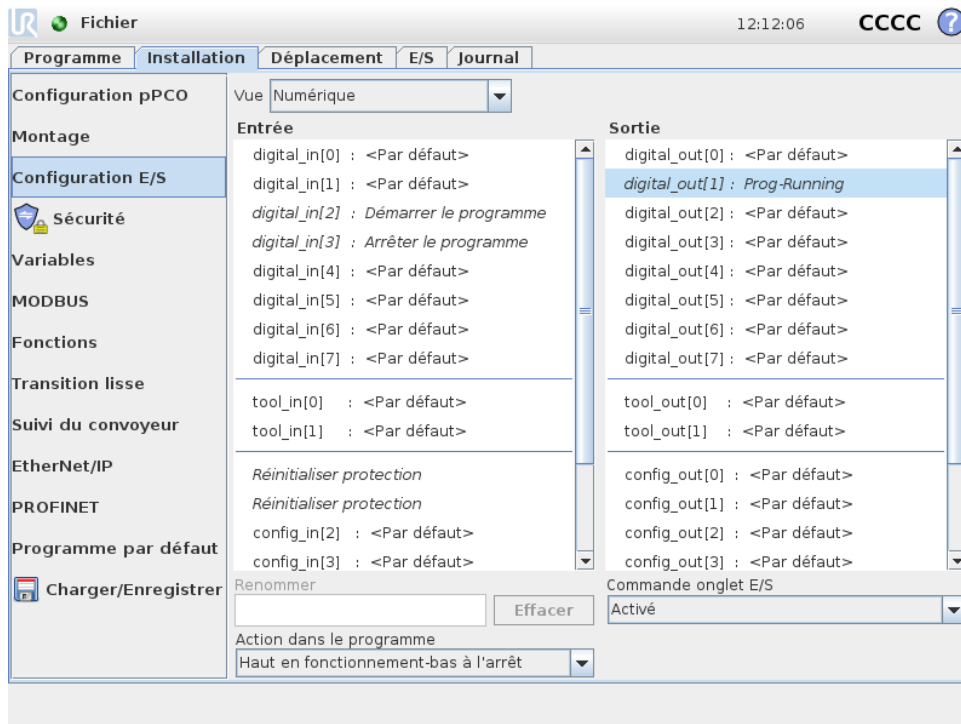 UR Fichier 12:12:06 CCCC ?
Programme Installation Déplacement E/S Journal
Configuration pPCO
Montage
Configuration E/S
Sécurité
Variables
MODBUS
Fonctions
Transition lisse
Suivi du convoyeur
EtherNet/IP
PROFINET
Programme par défaut
Charger/Enregistrer
Vue Numérique
Entrée
digital_in[0] : <Par défaut>
digital_in[1] : <Par défaut>
digital_in[2] : Démarrer le programme
digital_in[3] : Arrêter le programme
digital_in[4] : <Par défaut>
digital_in[5] : <Par défaut>
digital_in[6] : <Par défaut>
digital_in[7] : <Par défaut>
tool_in[0] : <Par défaut>
tool_in[1] : <Par défaut>
Réinitialiser protection
Réinitialiser protection
config_in[2] : <Par défaut>
config_in[3] : <Par défaut>
Renommer
Effacer
Action dans le programme
Haut en fonctionnement-bas à l'arrêt
Sortie
digital_out[0] : <Par défaut>
digital_out[1] : Prog-Running
digital_out[2] : <Par défaut>
digital_out[3] : <Par défaut>
digital_out[4] : <Par défaut>
digital_out[5] : <Par défaut>
digital_out[6] : <Par défaut>
digital_out[7] : <Par défaut>
tool_out[0] : <Par défaut>
tool_out[1] : <Par défaut>
config_out[0] : <Par défaut>
config_out[1] : <Par défaut>
config_out[2] : <Par défaut>
config_out[3] : <Par défaut>
Commande onglet E/S
Activé